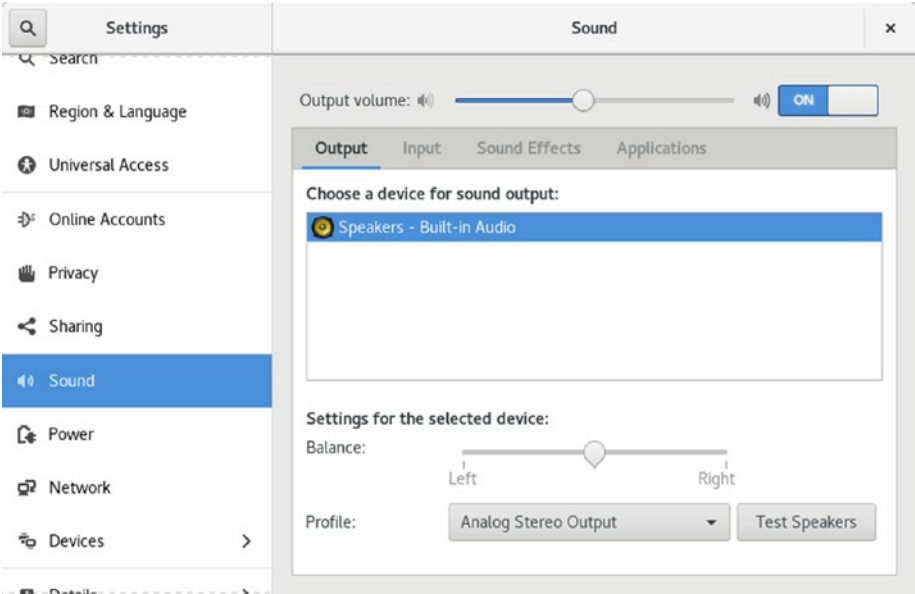 Settings
Sound
Search
Region & Language
Universal Access
Online Accounts
Privacy
Sharing
Sound
Power
Network
Devices
Details
Output volume:
ON
Output Input Sound Effects Applications
Choose a device for sound output:
Speakers - Built-in Audio
Settings for the selected device:
Balance:
Left Right
Profile: Analog Stereo Output Test Speakers